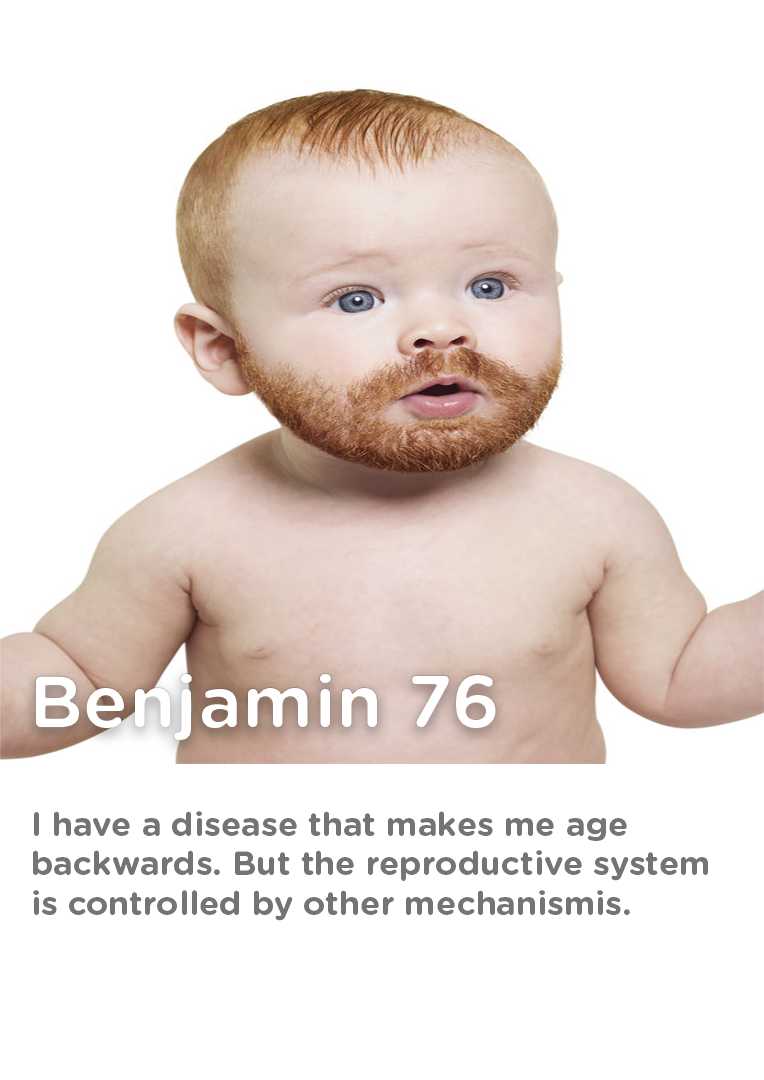 Benjamin 76
I have a disease that makes me age
backwards. But the reproductive system
is controlled by other mechanismis.